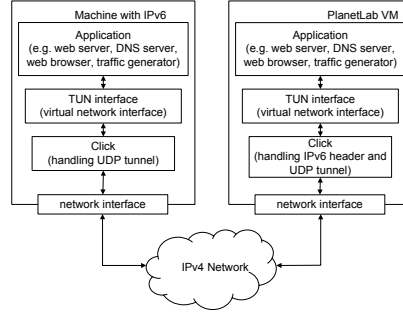 Machine with IPv6
Application
(e.g. web server, DNS server,
web browser, traffic generator)
TUN interface
(virtual network interface)
Click
(handling UDP tunnel)
network interface
PlanetLab VM
Application
(e.g. web server, DNS server,
web browser, traffic generator)
TUN interface
(virtual network interface)
Click
(handling IPv6 header and
UDP tunnel)
network interface
IPv4 Network